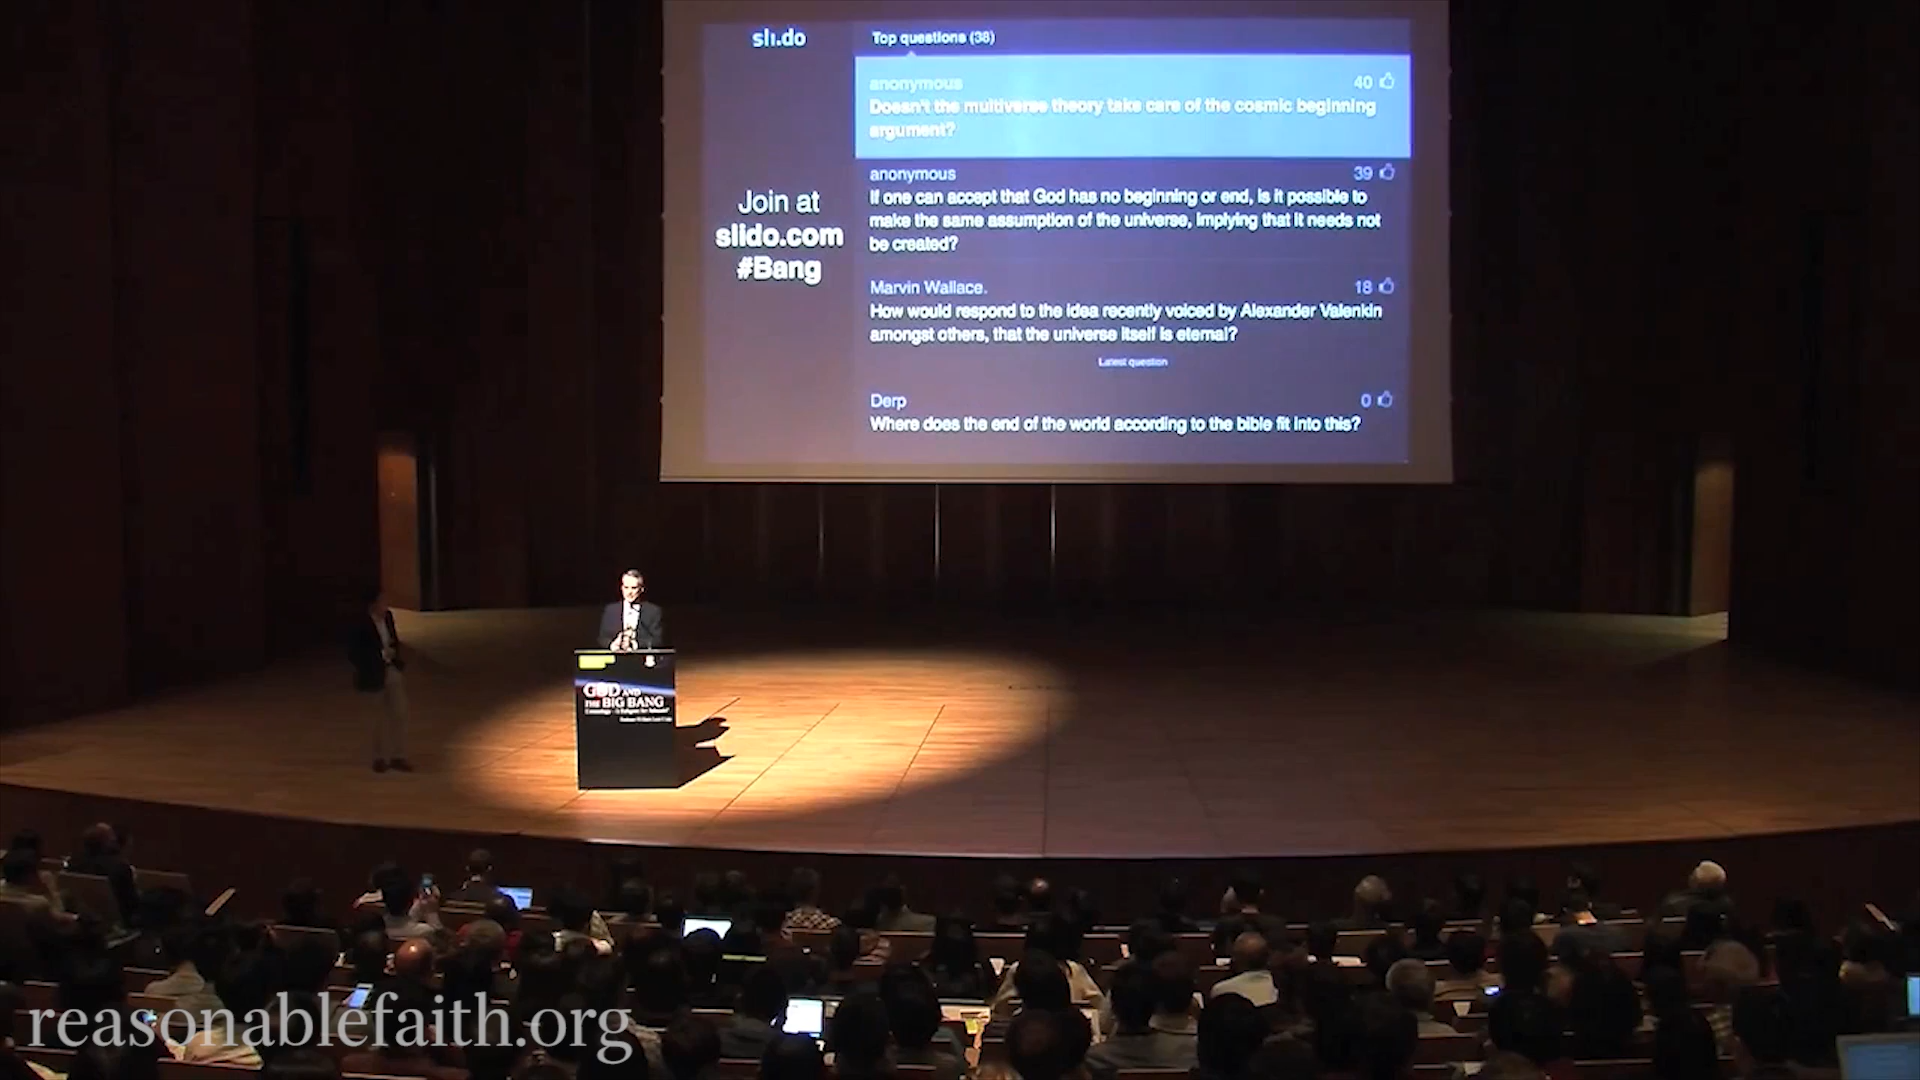 sli.do
Top questions (38)
anonymous
40
Doesn't the multiverse theory take care of the cosmic beginning
argument?
anonymous
39
If one can accept that God has no beginning or end, is it possible to
make the same assumption of the universe, implying that it needs not
be created?
Join at
slido.com
#Bang
Marvin Wallace.
18
How would respond to the idea recently voiced by Alexander Valenkin
amongst others, that the universe itself is eternal?
Latest question
Derp
0
Where does the end of the world according to the bible fit into this?
GOD AND
THE BIG BANG
reasonablefaith.org